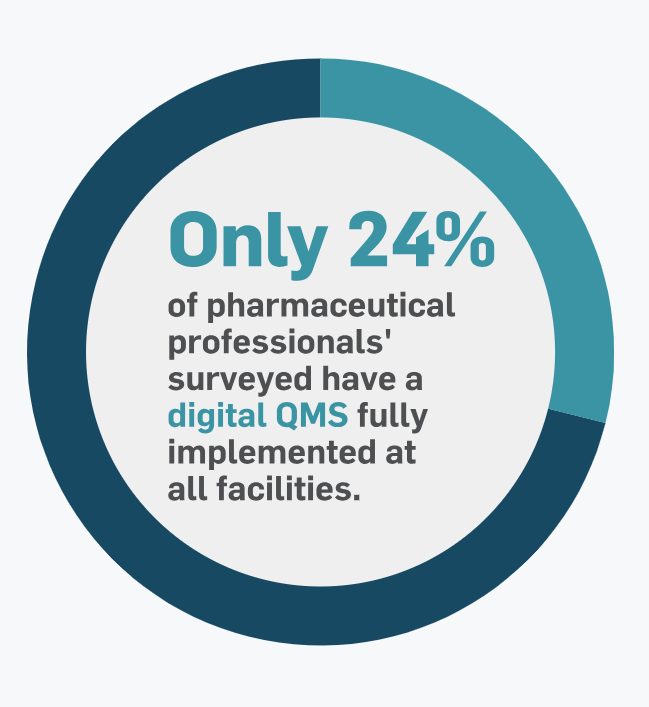 Only 24%
of pharmaceutical
professionals'
surveyed have a
digital QMS fully
implemented at
all facilities.